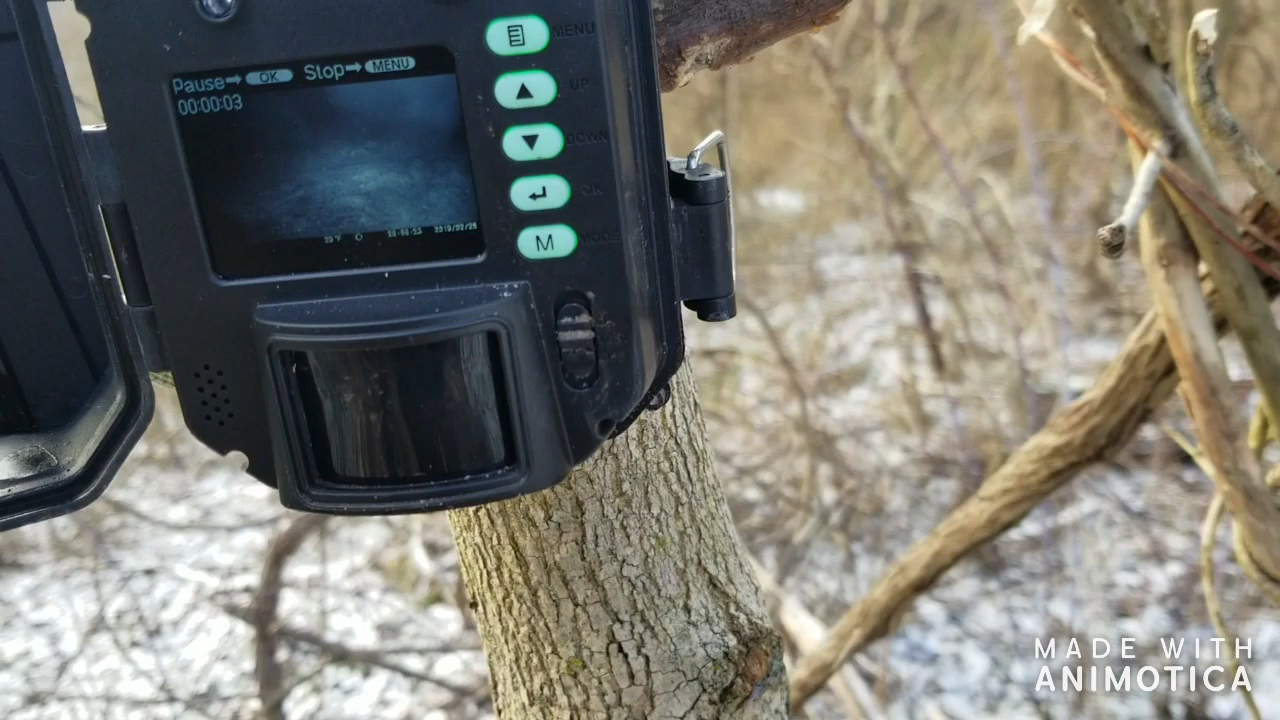 MENU
Pause→ OK Stop→ MENU
00:00:03
UP
DOWN
OK
M
MADE WITH
ANIMOTICA